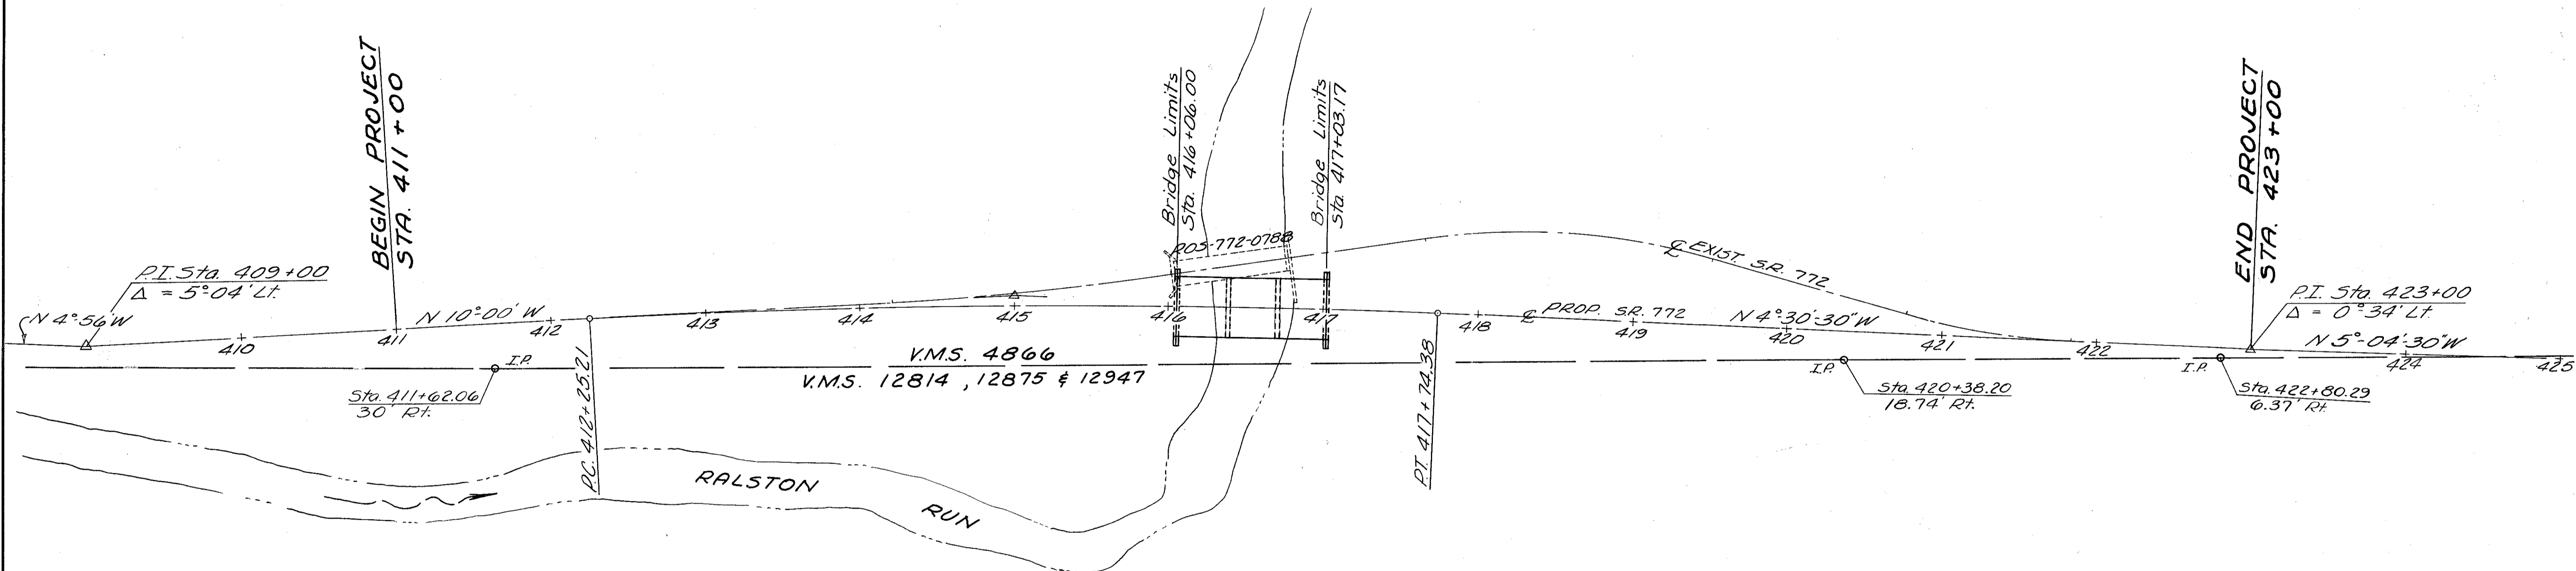 BEGIN PROJECT
STA. 411+00
P.I. Sta. 409+00
Δ = 5°-04' Lt.
N 4°-56' W
N 10°-00' W
410
411
412
413
414
415
416
417
418
419
420
421
422
424
425
Bridge Limits
Sta. 416+06.00
Bridge Limits
Sta. 417+03.17
ROS-772-0788
℄ EXIST. S.R. 772
℄ PROP. S.R. 772
N 4°-30'-30" W
END PROJECT
STA. 423+00
P.I. Sta. 423+00
Δ = 0°-34' Lt.
N 5°-04'-30" W
V.M.S. 4866
V.M.S. 12814, 12875 & 12947
I.P.
Sta. 411+62.06
30' Rt.
P.C. 412+25.21
P.T. 417+74.38
I.P.
Sta. 420+38.20
18.74' Rt.
I.P.
Sta. 422+80.29
6.37' Rt.
RALSTON
RUN